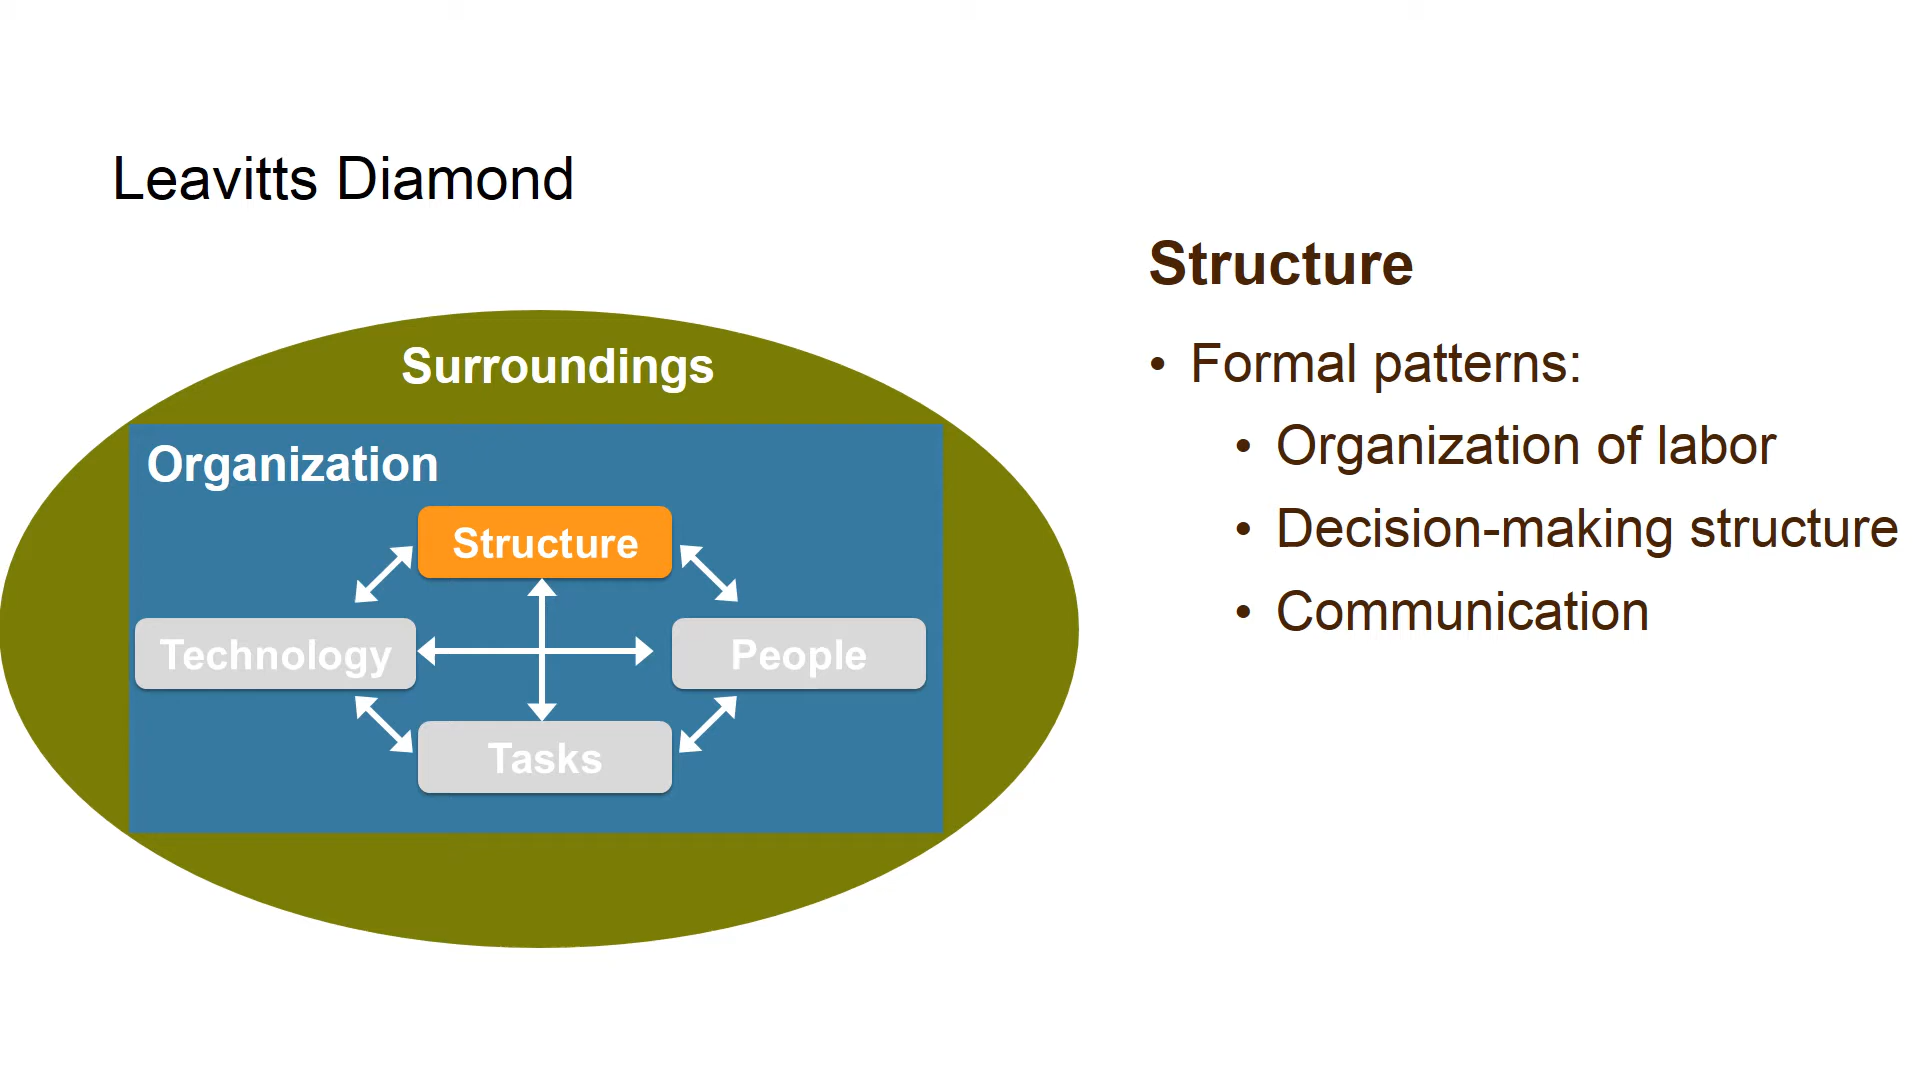 Leavitts Diamond
Surroundings
Organization
Structure
Technology
People
Tasks
Structure
• Formal patterns:
• Organization of labor
• Decision-making structure
• Communication